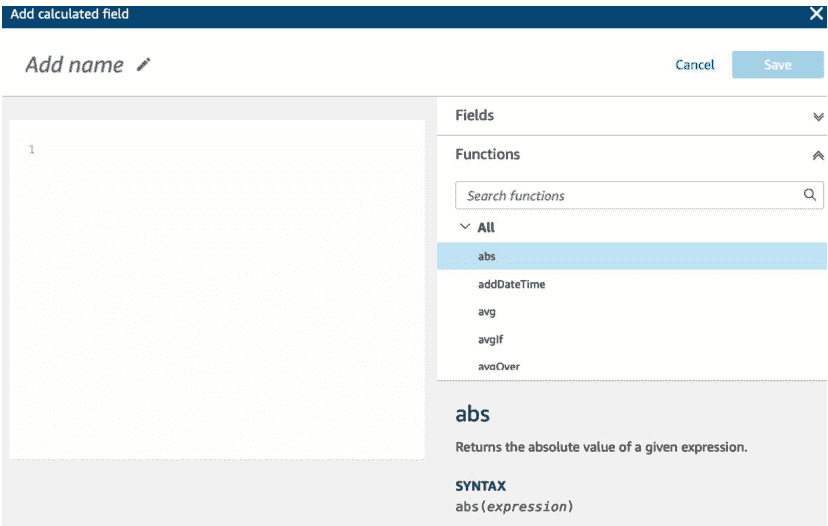 Add calculated field
Add name
Cancel
Save
1
Fields
Functions
Search functions
All
abs
addDateTime
avg
avgIf
avgOver
abs
Returns the absolute value of a given expression.
SYNTAX
abs(expression)